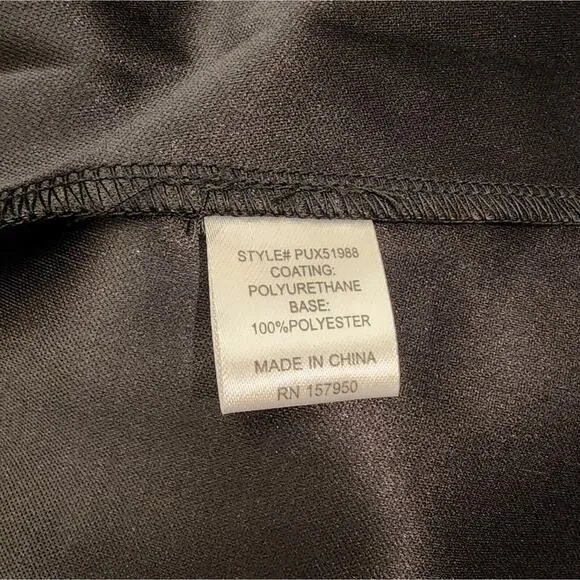 STYLE# PUX51988
COATING:
POLYURETHANE
BASE:
100%POLYESTER
MADE IN CHINA
RN 157950